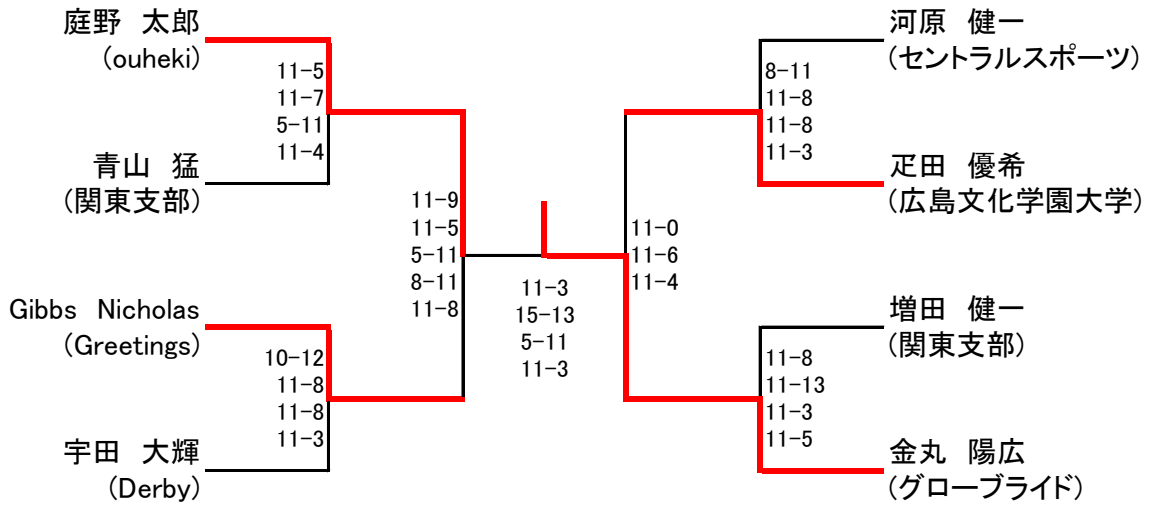 庭野　太郎
(ouheki)
11-5
11-7
5-11
11-4
青山　猛
(関東支部)
11-9
11-5
5-11
8-11
11-8
Gibbs　Nicholas
(Greetings)
10-12
11-8
11-8
11-3
宇田　大輝
(Derby)
11-3
15-13
5-11
11-3
河原　健一
(セントラルスポーツ)
8-11
11-8
11-8
11-3
疋田　優希
(広島文化学園大学)
11-0
11-6
11-4
増田　健一
(関東支部)
11-8
11-13
11-3
11-5
金丸　陽広
(グローブライド)